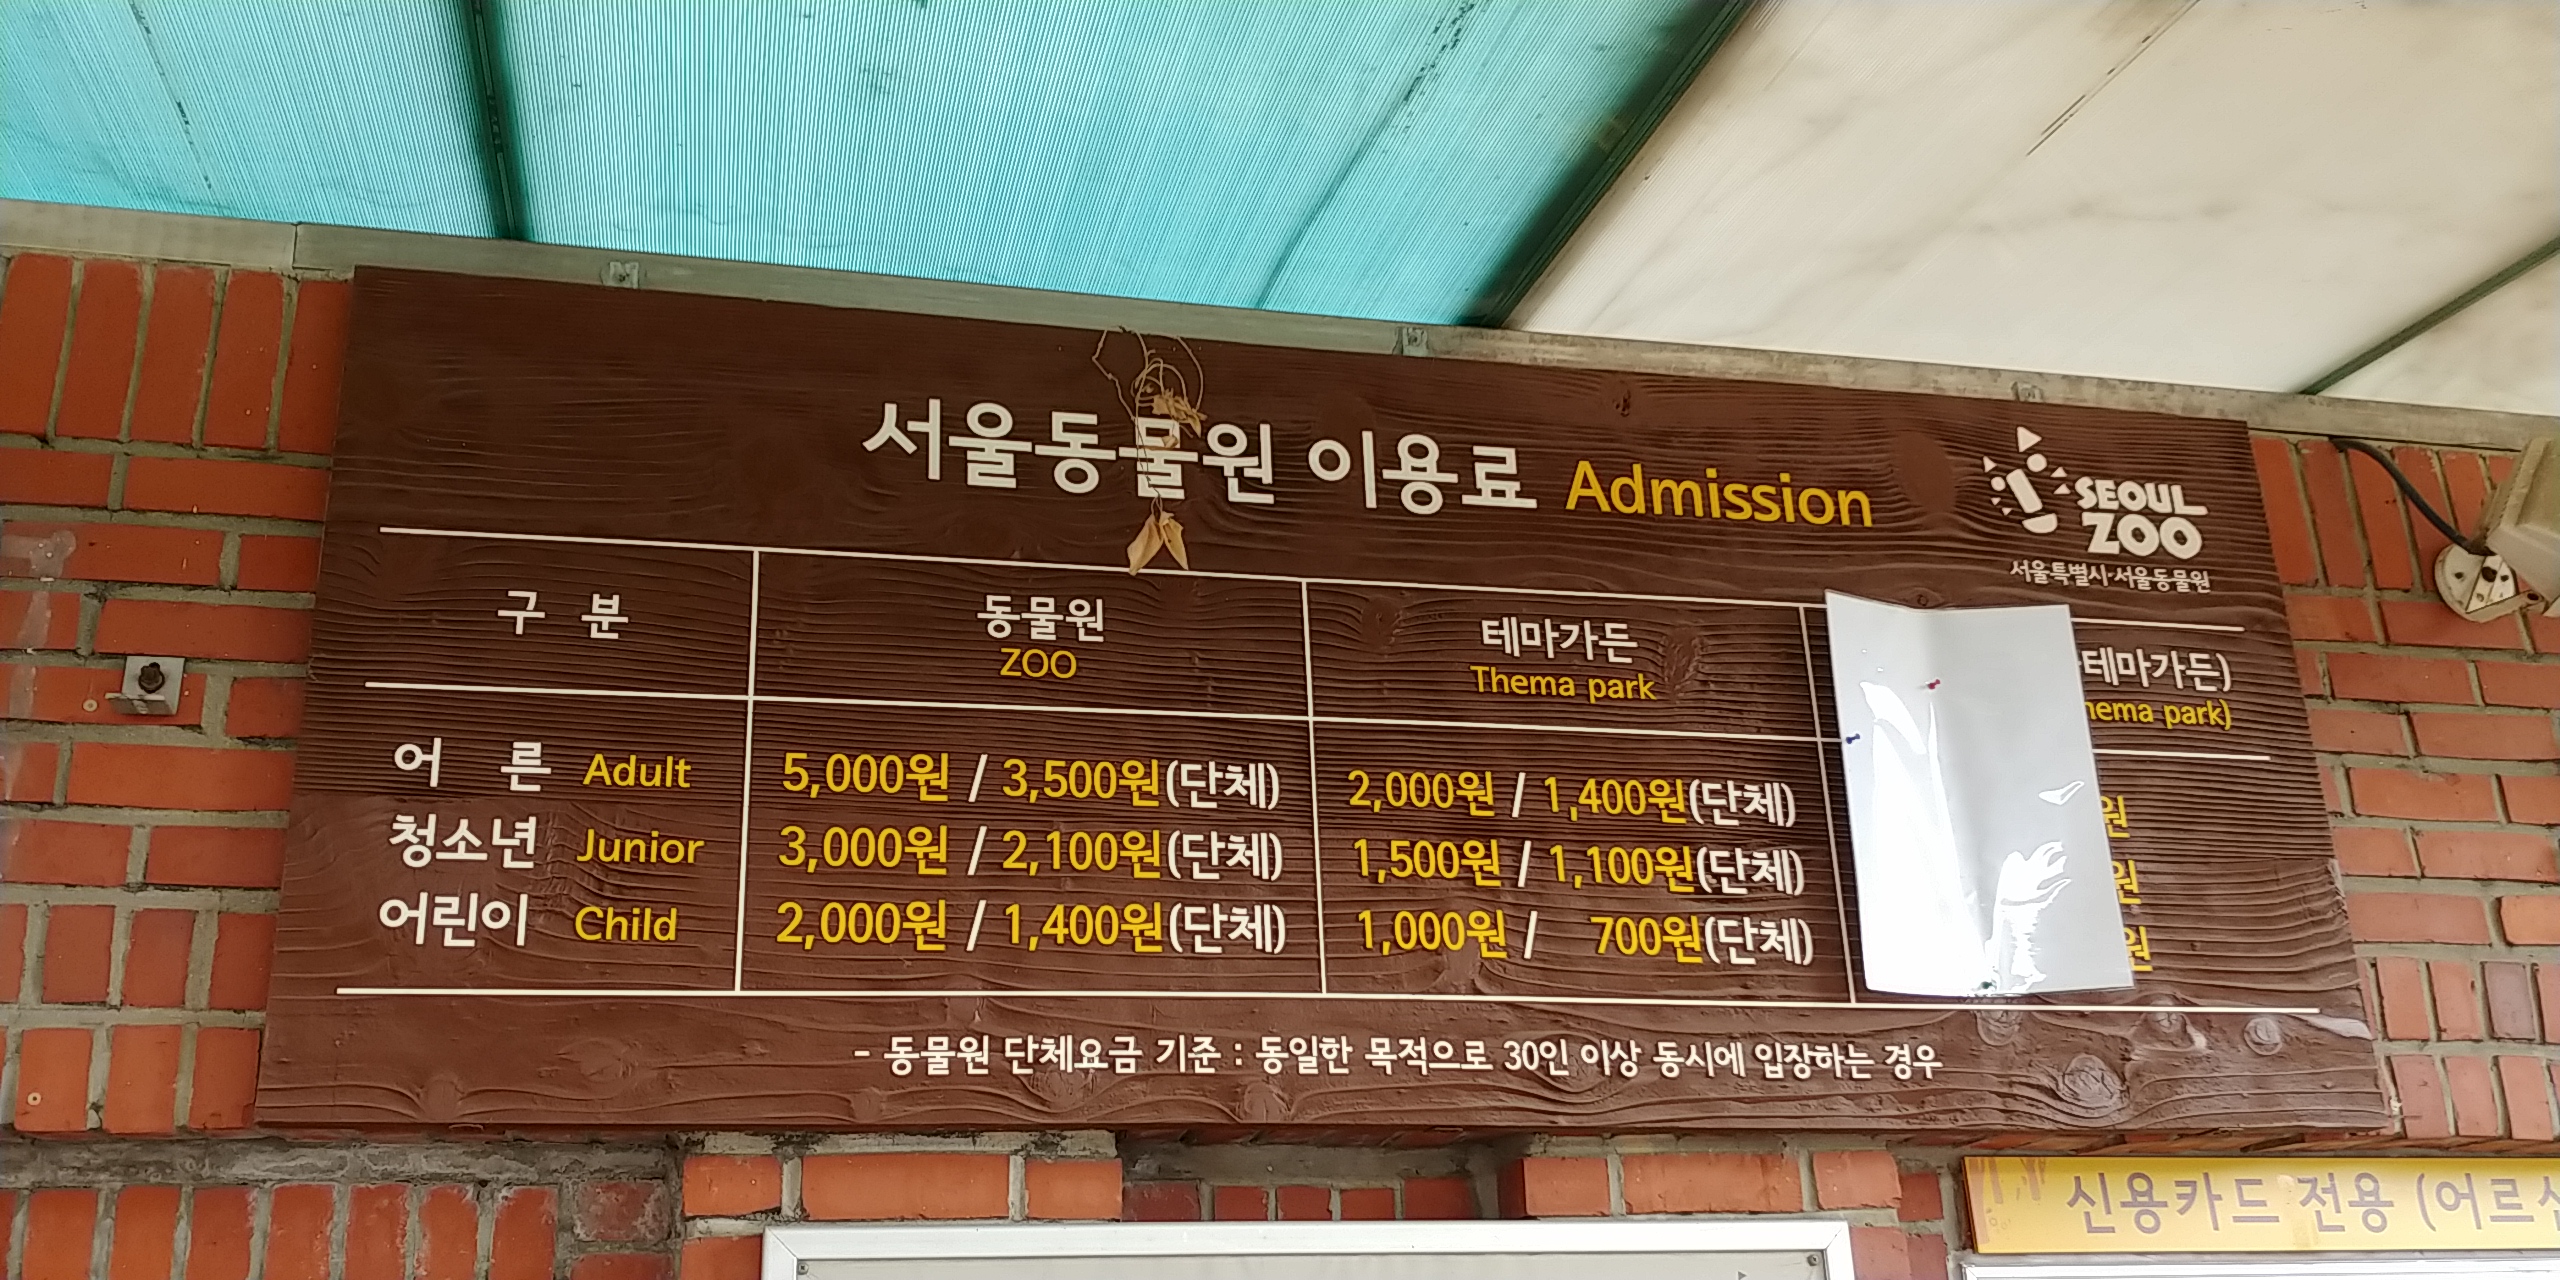 서울동물원 이용료 Admission
SEOUL
ZOO
서울특별시·서울동물원
구 분
동물원
ZOO
테마가든
Thema park
테마가든)
hema park)
어 른 Adult 5,000원 / 3,500원(단체) 2,000원 / 1,400원(단체) 원
청소년 Junior 3,000원 / 2,100원(단체) 1,500원 / 1,100원(단체) 원
어린이 Child 2,000원 / 1,400원(단체) 1,000원 / 700원(단체) 원
- 동물원 단체요금 기준 : 동일한 목적으로 30인 이상 동시에 입장하는 경우
신용카드 전용 (어르